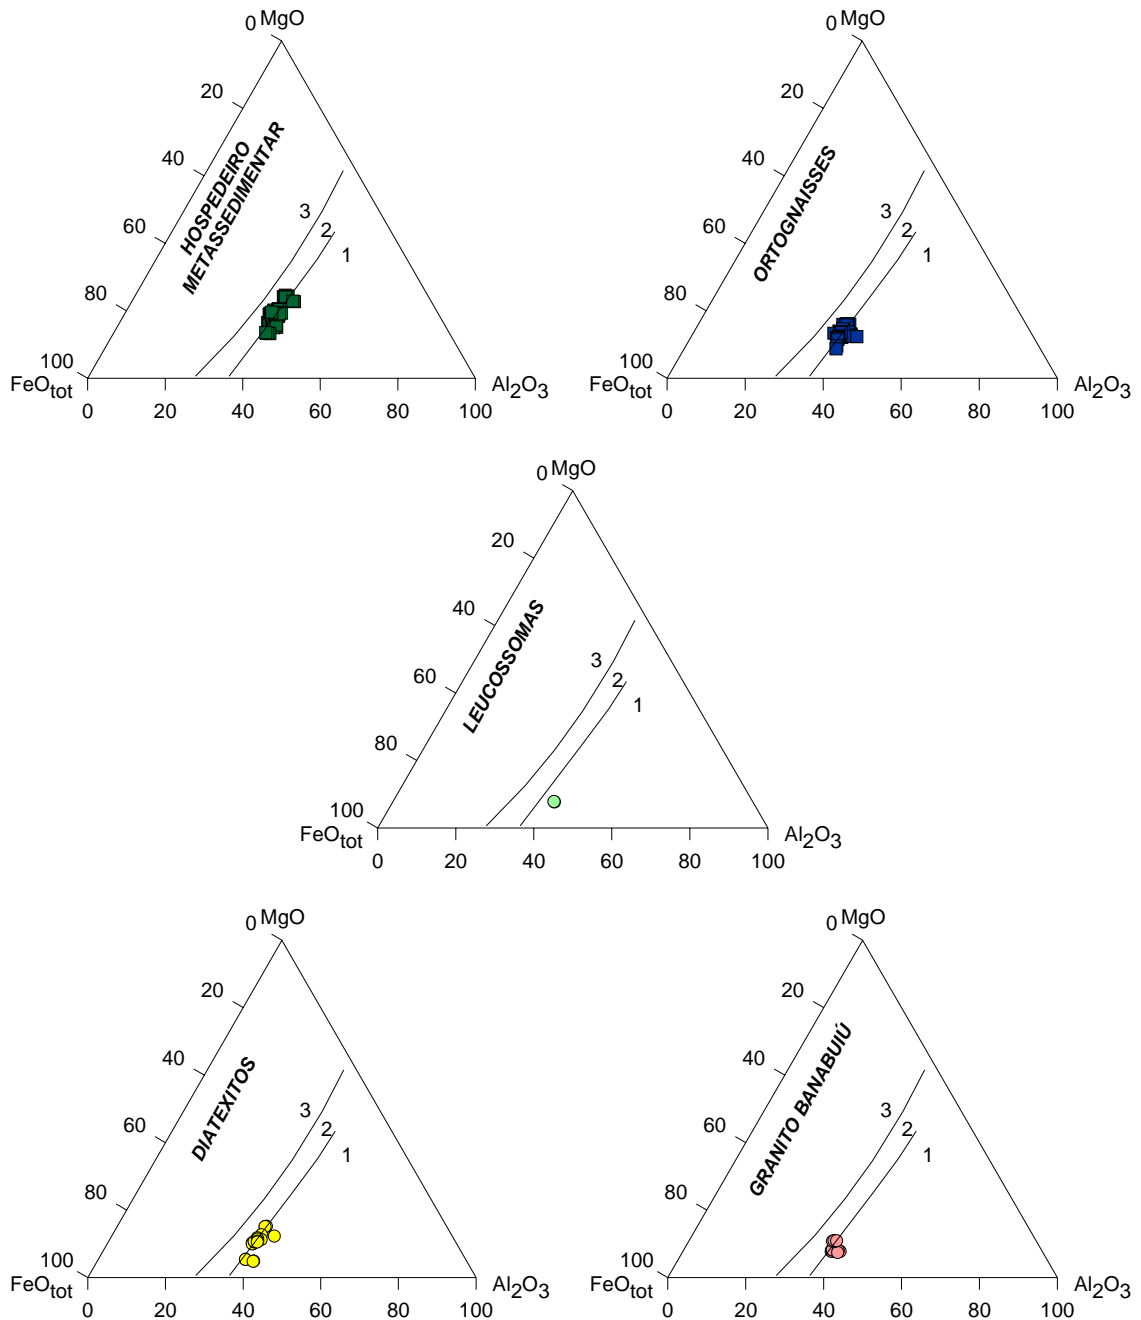 0 MgO
20
40
60
80
100
HOSPEDEIRO
METASSEDIMENTAR
3
2
1
FeOtot
Al2O3
0 20 40 60 80 100
0 MgO
20
40
60
80
100
ORTOGNAISSES
3
2
1
FeOtot
Al2O3
0 20 40 60 80 100
0 MgO
20
40
60
80
100
LEUCOSSOMAS
3
2
1
FeOtot
Al2O3
0 20 40 60 80 100
0 MgO
20
40
60
80
100
DIATEXITOS
3
2
1
FeOtot
Al2O3
0 20 40 60 80 100
0 MgO
20
40
60
80
100
GRANITO BANABUIÚ
3
2
1
FeOtot
Al2O3
0 20 40 60 80 100